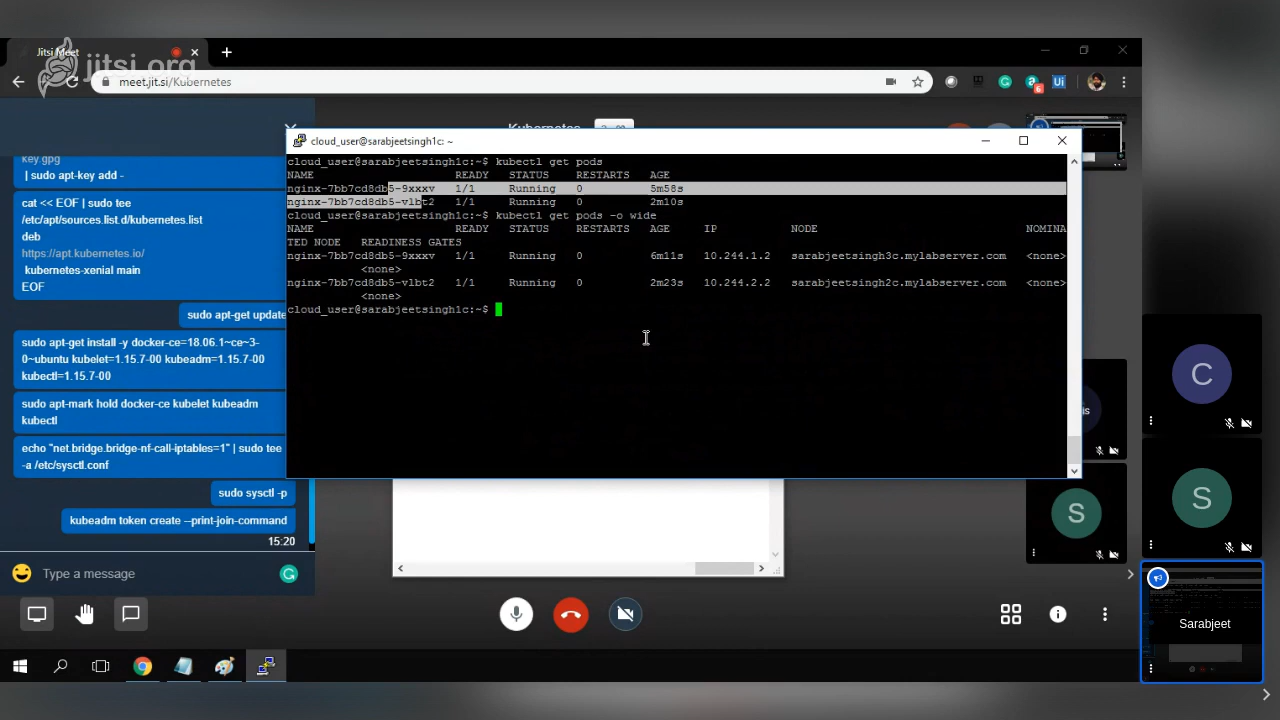 Jitsi Meet
jitsi.org
meet.jit.si/Kubernetes
6
Ui
Kubernetes
key.gpg
| sudo apt-key add -
cat << EOF | sudo tee
/etc/apt/sources.list.d/kubernetes.list
deb
https://apt.kubernetes.io/
kubernetes-xenial main
EOF
sudo apt-get update
sudo apt-get install -y docker-ce=18.06.1~ce~3-
0~ubuntu kubelet=1.15.7-00 kubeadm=1.15.7-00
kubectl=1.15.7-00
sudo apt-mark hold docker-ce kubelet kubeadm
kubectl
echo "net.bridge.bridge-nf-call-iptables=1" | sudo tee
-a /etc/sysctl.conf
sudo sysctl -p
kubeadm token create --print-join-command
15:20
Type a message
cloud_user@sarabjeetsingh1c: ~
cloud_user@sarabjeetsingh1c:~$ kubectl get pods
NAME READY STATUS RESTARTS AGE
nginx-7bb7cd8db5-9xxxv 1/1 Running 0 5m58s
nginx-7bb7cd8db5-vlbt2 1/1 Running 0 2m10s
cloud_user@sarabjeetsingh1c:~$ kubectl get pods -o wide
NAME READY STATUS RESTARTS AGE IP NODE NOMINA
TED NODE READINESS GATES
nginx-7bb7cd8db5-9xxxv 1/1 Running 0 6m11s 10.244.1.2 sarabjeetsingh3c.mylabserver.com <none>
<none>
nginx-7bb7cd8db5-vlbt2 1/1 Running 0 2m23s 10.244.2.2 sarabjeetsingh2c.mylabserver.com <none>
<none>
cloud_user@sarabjeetsingh1c:~$
is
S
C
S
Sarabjeet